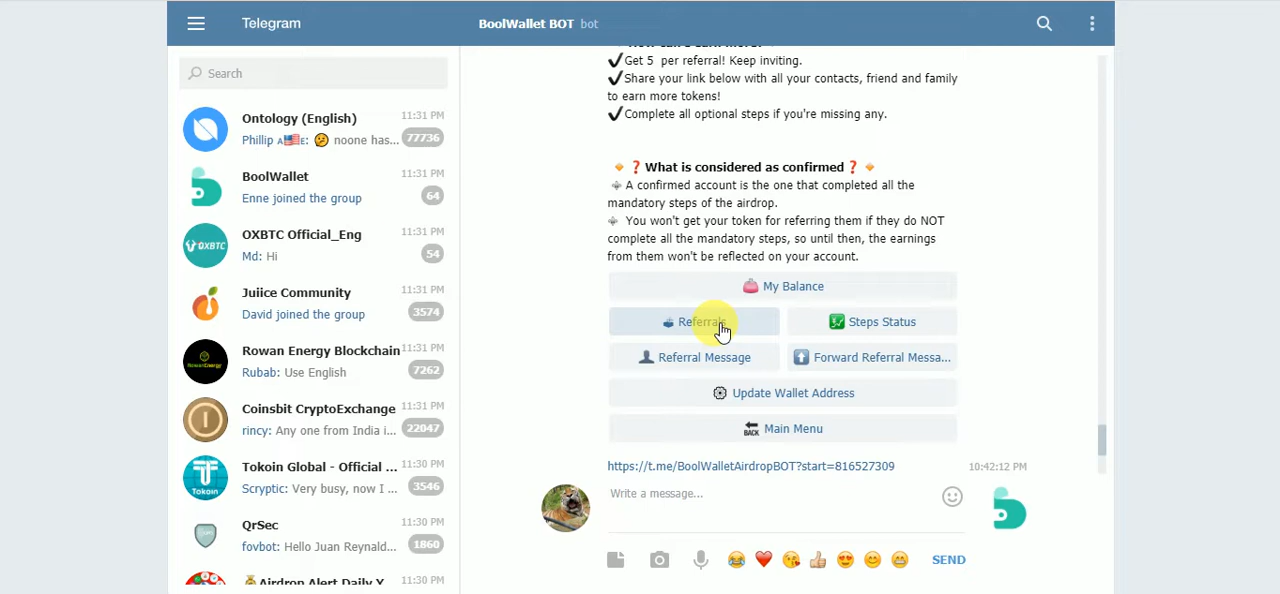 Telegram
BoolWallet BOT bot
Search
Ontology (English) 11:31 PM
Phillip A🇺🇸E: 🤔 noone has... 77736
BoolWallet 11:31 PM
Enne joined the group 64
OXBTC Official_Eng 11:31 PM
Md: Hi 54
Juiice Community 11:31 PM
David joined the group 3574
Rowan Energy Blockchain 11:31 PM
Rubab: Use English 7262
Coinsbit CryptoExchange 11:31 PM
rincy: Any one from India i... 22047
Tokoin Global - Official ... 11:30 PM
Scryptic: Very busy, now I ... 3546
QrSec 11:30 PM
fovbot: Hello Juan Reynald... 1860
Airdrop Alert Daily 11:30 PM
✔Get 5 per referral! Keep inviting.
✔Share your link below with all your contacts, friend and family
to earn more tokens!
✔Complete all optional steps if you're missing any.
🔸 ❓ What is considered as confirmed ❓ 🔸
A confirmed account is the one that completed all the
mandatory steps of the airdrop.
You won't get your token for referring them if they do NOT
complete all the mandatory steps, so until then, the earnings
from them won't be reflected on your account.
👛 My Balance
Referrals
💹 Steps Status
👤 Referral Message
⬆ Forward Referral Messa...
Update Wallet Address
🔙 Main Menu
https://t.me/BoolWalletAirdropBOT?start=816527309 10:42:12 PM
Write a message...
SEND
OXBTC
Tokoin